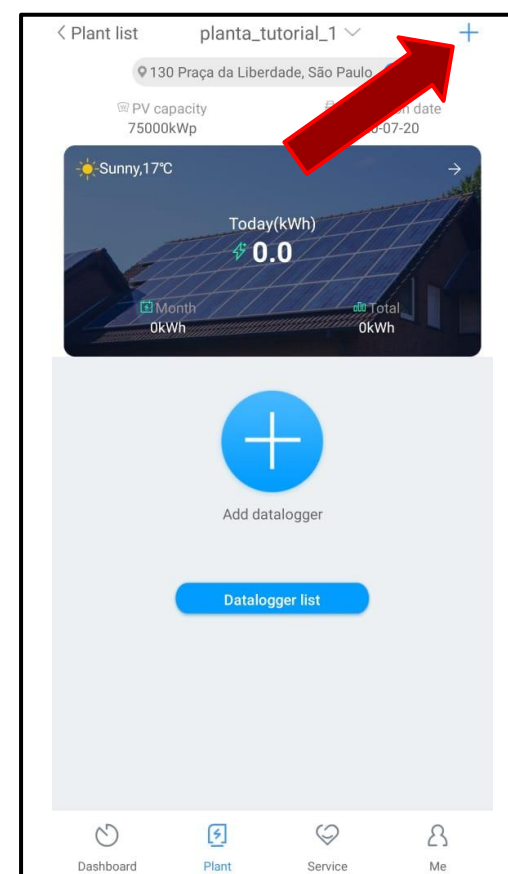 < Plant list planta_tutorial_1
130 Praça da Liberdade, São Paulo
PV capacity date
75000kWp -07-20
Sunny,17℃
Today(kWh)
0.0
Month Total
0kWh 0kWh
Add datalogger
Datalogger list
Dashboard Plant Service Me